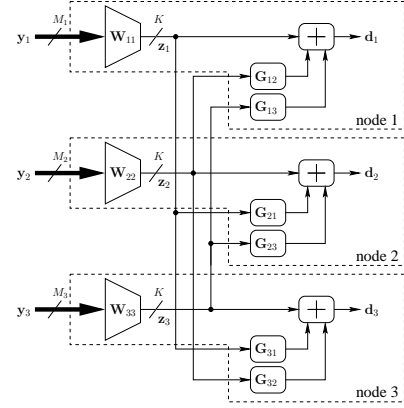 M₁ K
y₁ W₁₁ z₁ + d₁
G₁₂
G₁₃
node 1
M₂ K
y₂ W₂₂ z₂ + d₂
G₂₁
G₂₃
node 2
M₃ K
y₃ W₃₃ z₃ + d₃
G₃₁
G₃₂
node 3